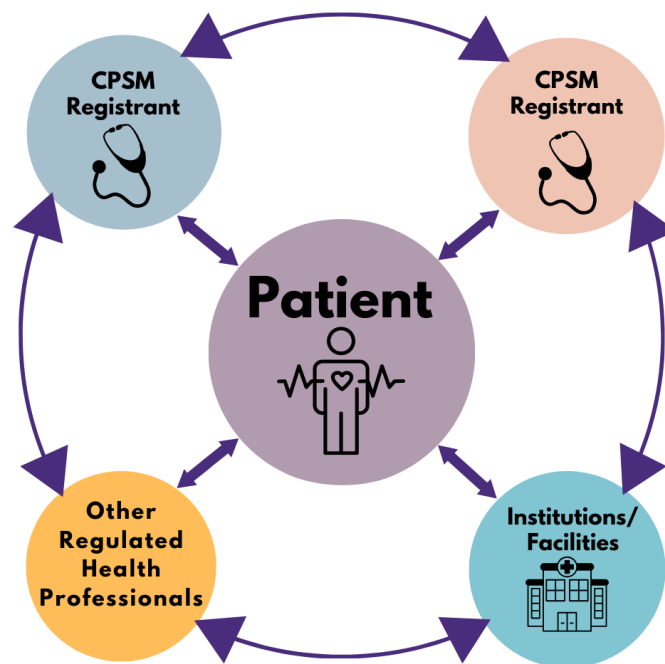 CPSM
Registrant
CPSM
Registrant
Patient
Other
Regulated
Health
Professionals
Institutions/
Facilities